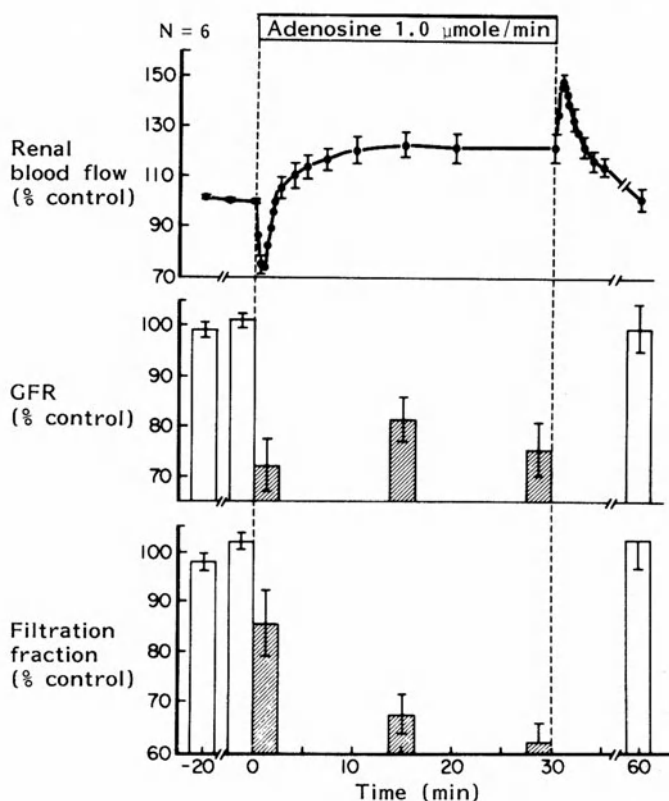 N = 6
Adenosine 1.0 μmole/min
150
130
110
90
70
Renal
blood flow
(% control)
100
90
80
70
GFR
(% control)
100
90
80
70
60
Filtration
fraction
(% control)
-20
0
10
20
30
60
Time (min)